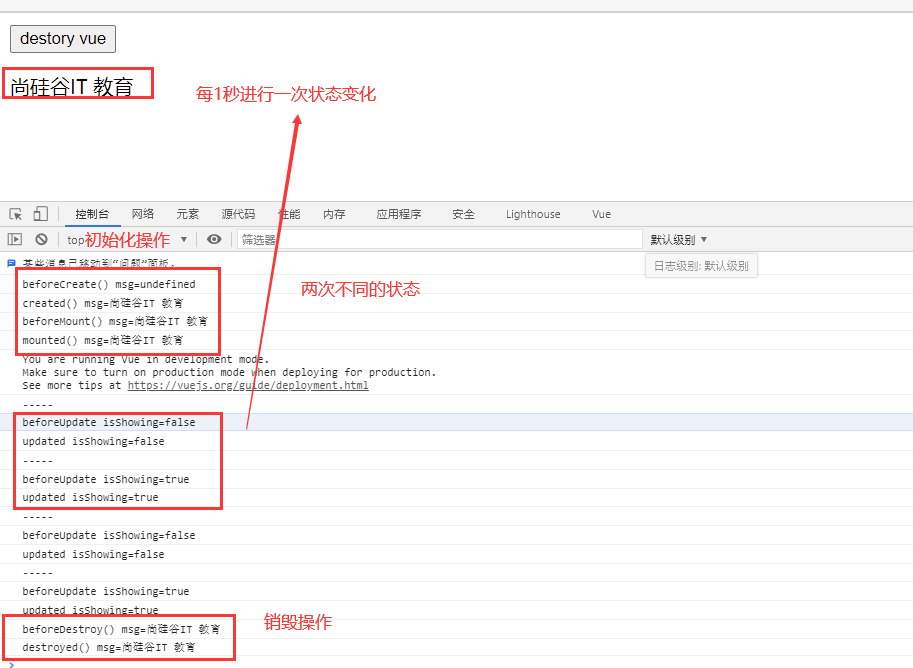 destory vue
尚硅谷IT 教育
每1秒进行一次状态变化
控制台 网络 元素 源代码 性能 内存 应用程序 安全 Lighthouse Vue
top 初始化操作 筛选器 默认级别
某些消息已移动到“问题”面板。
日志级别: 默认级别
beforeCreate() msg=undefined
两次不同的状态
created() msg=尚硅谷IT 教育
beforeMount() msg=尚硅谷IT 教育
mounted() msg=尚硅谷IT 教育
You are running Vue in development mode.
Make sure to turn on production mode when deploying for production.
See more tips at https://vuejs.org/guide/deployment.html
-----
beforeUpdate isShowing=false
updated isShowing=false
-----
beforeUpdate isShowing=true
updated isShowing=true
-----
beforeUpdate isShowing=false
updated isShowing=false
-----
beforeUpdate isShowing=true
updated isShowing=true
销毁操作
beforeDestroy() msg=尚硅谷IT 教育
destroyed() msg=尚硅谷IT 教育